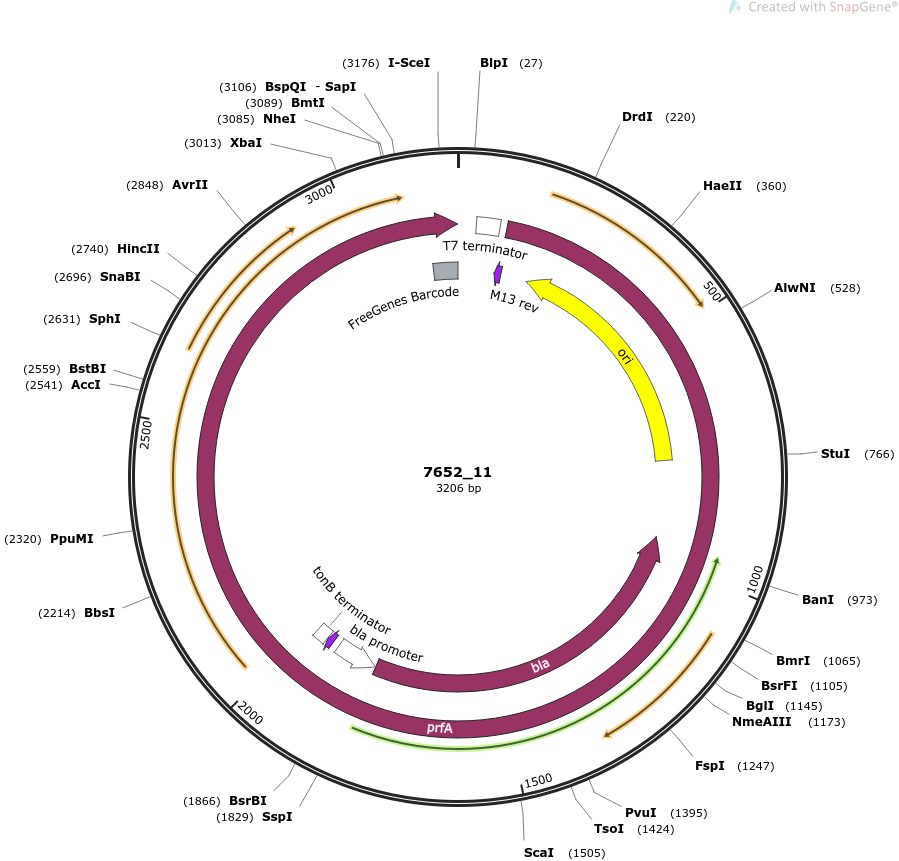 Created with SnapGene®
(3176) I-SceI
BlpI (27)
(3106) BspQI - SapI
(3089) BmtI
(3085) NheI
(3013) XbaI
(2848) AvrII
(2740) HincII
(2696) SnaBI
(2631) SphI
(2559) BstBI
(2541) AccI
(2320) PpuMI
(2214) BbsI
(1866) BsrBI
(1829) SspI
DrdI (220)
HaeII (360)
AlwNI (528)
StuI (766)
BanI (973)
BmrI (1065)
BsrFI (1105)
BglI (1145)
NmeAIII (1173)
FspI (1247)
PvuI (1395)
TsoI (1424)
ScaI (1505)
500
1000
1500
2000
2500
3000
T7 terminator
M13 rev
FreeGenes Barcode
ori
7652_11
3206 bp
tonB terminator
bla promoter
bla
prfA